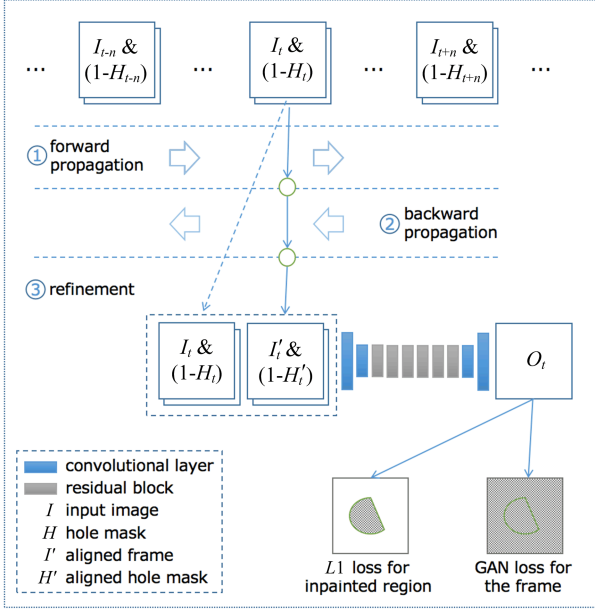 I_{t-n} & I_t & I_{t+n} &
... (1-H_{t-n}) ... (1-H_t) ... (1-H_{t+n}) ...
① forward
propagation
② backward
propagation
③ refinement
I_t & I'_t &
(1-H_t) (1-H'_t) O_t
convolutional layer
residual block
I input image
H hole mask
I' aligned frame
H' aligned hole mask
L1 loss for
inpainted region
GAN loss for
the frame